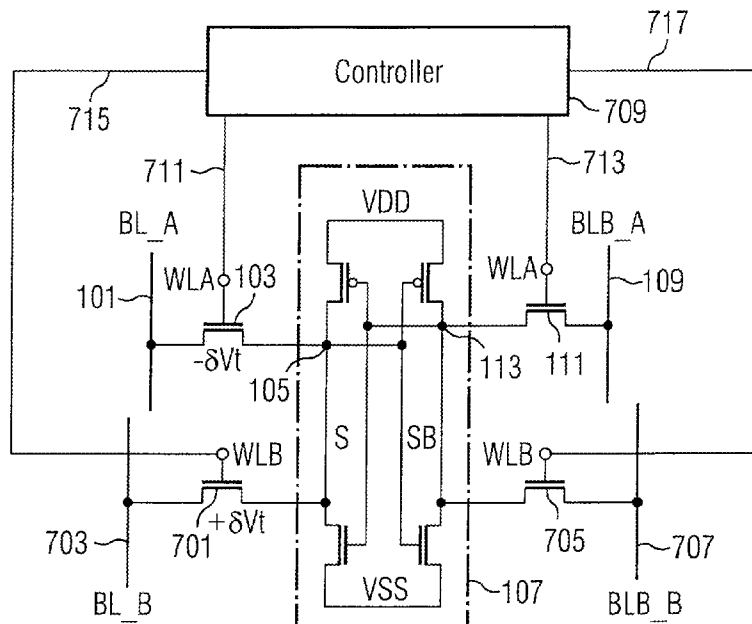 717
Controller
715
709
711
713
VDD
BL_A
BLB_A
WLA
103
WLA
101
109
-δVt
105
113
111
S
SB
WLB
WLB
701
+δVt
705
703
707
VSS
107
BL_B
BLB_B